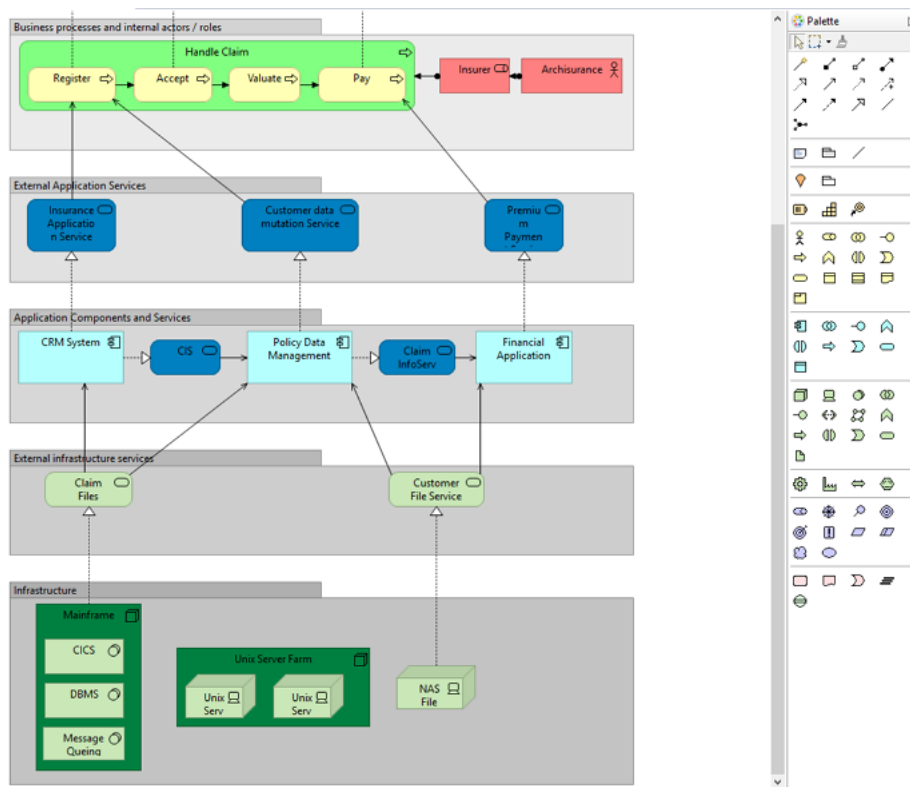 Palette
Business processes and internal actors / roles
Handle Claim
Register
Accept
Valuate
Pay
Insurer
Archisurance
External Application Services
Insurance
Applicatio
n Service
Customer data
mutation Service
Premiu
m
Paymen
Application Components and Services
CRM System
CIS
Policy Data
Management
Claim
InfoServ
Financial
Application
External infrastructure services
Claim
Files
Customer
File Service
Infrastructure
Mainframe
CICS
DBMS
Message
Queing
Unix Server Farm
Unix
Serv
Unix
Serv
NAS
File